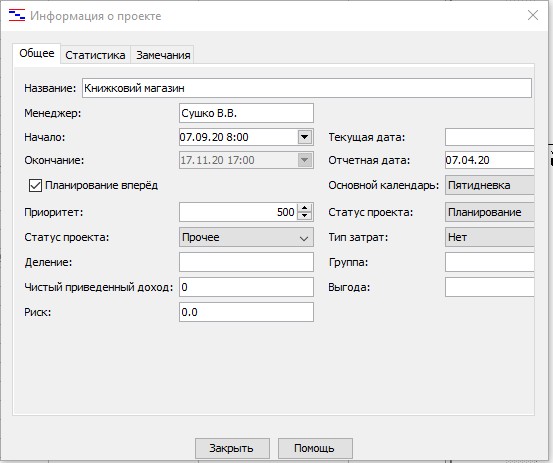 Информация о проекте
Общее Статистика Замечания
Название: Книжковий магазин
Менеджер: Сушко В.В.
Начало: 07.09.20 8:00 Текущая дата:
Окончание: 17.11.20 17:00 Отчетная дата: 07.04.20
Планирование вперёд Основной календарь: Пятидневка
Приоритет: 500 Статус проекта: Планирование
Статус проекта: Прочее Тип затрат: Нет
Деление: Группа:
Чистый приведенный доход: 0 Выгода:
Риск: 0.0
Закрыть Помощь